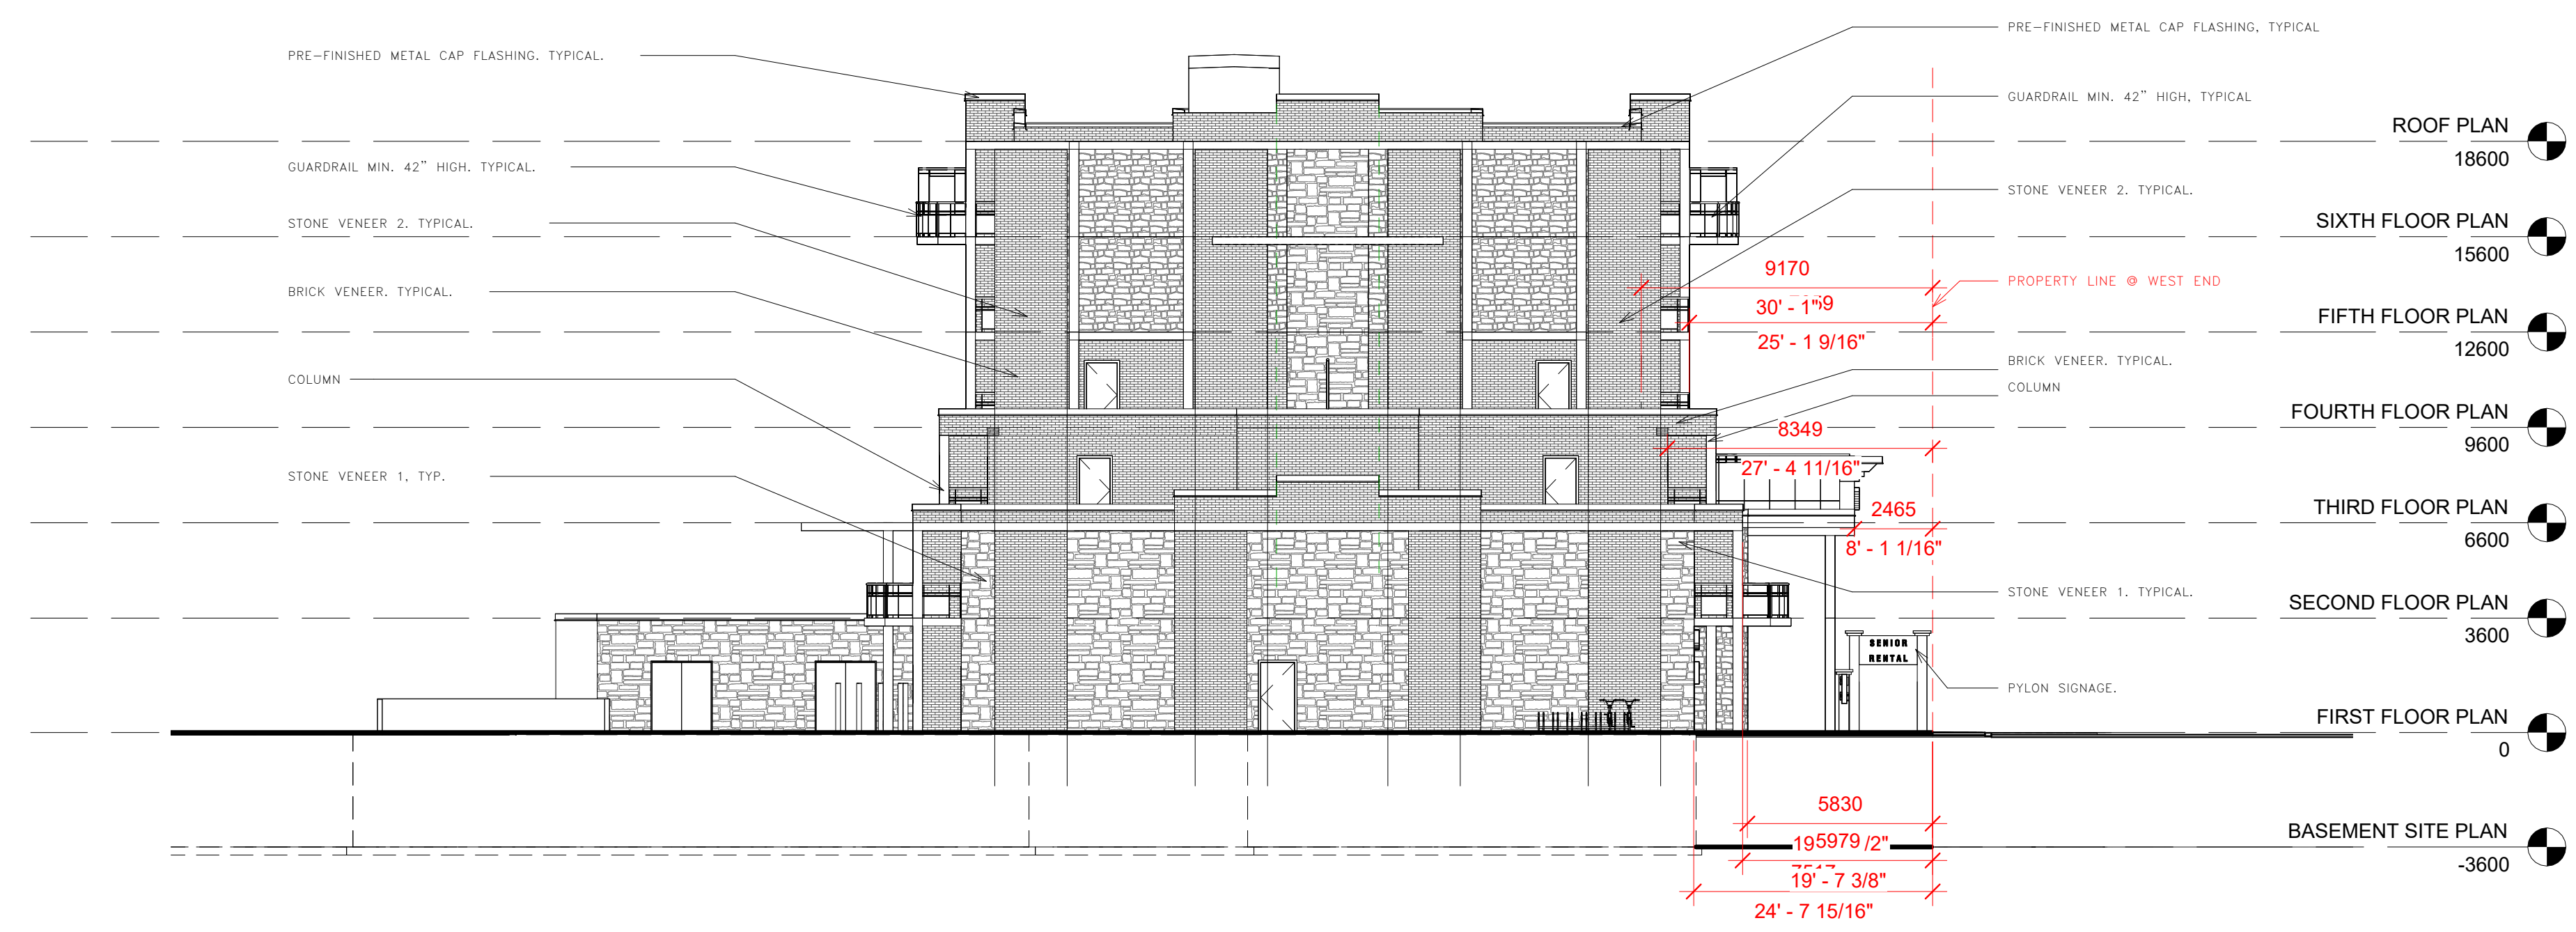 PRE-FINISHED METAL CAP FLASHING. TYPICAL.
GUARDRAIL MIN. 42" HIGH. TYPICAL.
STONE VENEER 2. TYPICAL.
BRICK VENEER. TYPICAL.
COLUMN
STONE VENEER 1, TYP.
PRE-FINISHED METAL CAP FLASHING, TYPICAL
GUARDRAIL MIN. 42" HIGH, TYPICAL
STONE VENEER 2. TYPICAL.
PROPERTY LINE @ WEST END
BRICK VENEER. TYPICAL.
COLUMN
STONE VENEER 1. TYPICAL.
PYLON SIGNAGE.
SENIOR
RENTAL
9170
30' - 1"
25' - 1 9/16"
8349
27' - 4 11/16"
2465
8' - 1 1/16"
5830
5979
19' - 7 3/8"
24' - 7 15/16"
ROOF PLAN
18600
SIXTH FLOOR PLAN
15600
FIFTH FLOOR PLAN
12600
FOURTH FLOOR PLAN
9600
THIRD FLOOR PLAN
6600
SECOND FLOOR PLAN
3600
FIRST FLOOR PLAN
0
BASEMENT SITE PLAN
-3600